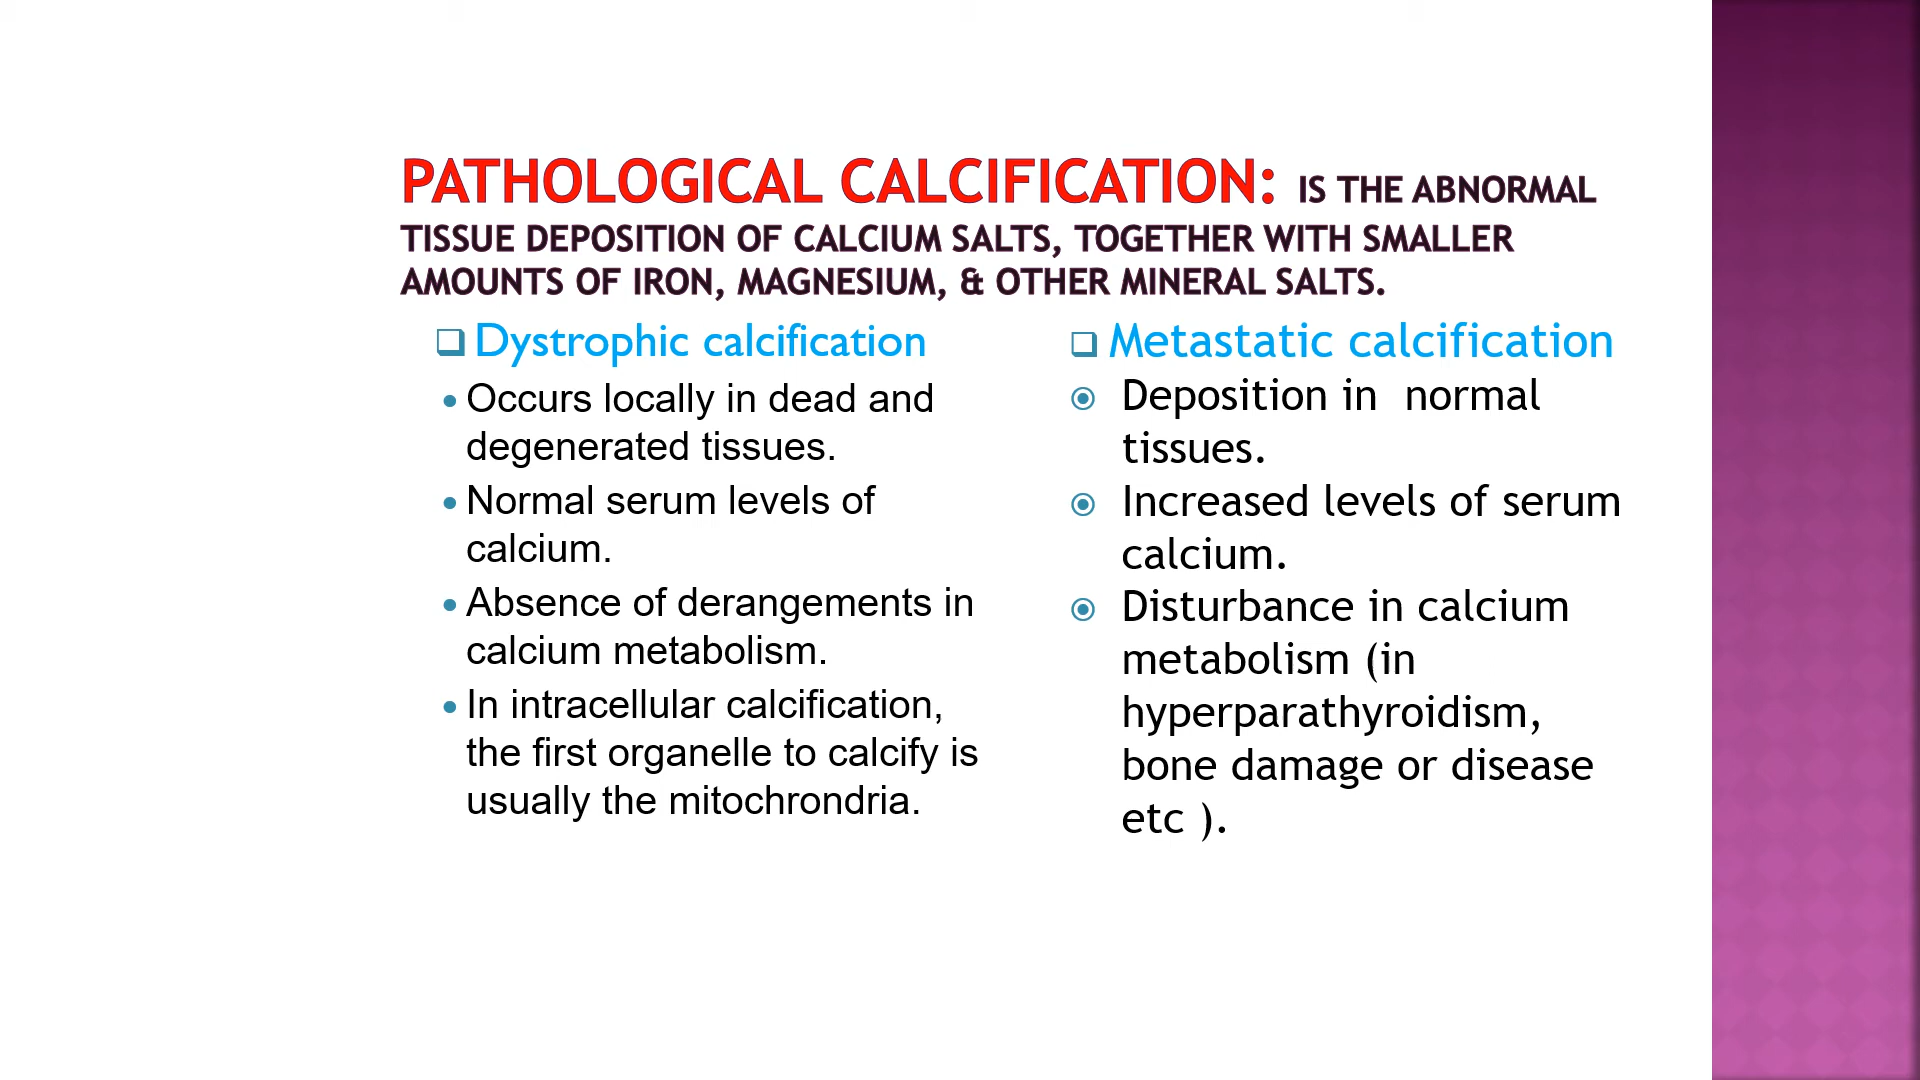 PATHOLOGICAL CALCIFICATION: IS THE ABNORMAL
TISSUE DEPOSITION OF CALCIUM SALTS, TOGETHER WITH SMALLER
AMOUNTS OF IRON, MAGNESIUM, & OTHER MINERAL SALTS.
Dystrophic calcification
• Occurs locally in dead and
degenerated tissues.
• Normal serum levels of
calcium.
• Absence of derangements in
calcium metabolism.
• In intracellular calcification,
the first organelle to calcify is
usually the mitochrondria.
Metastatic calcification
Deposition in normal
tissues.
Increased levels of serum
calcium.
Disturbance in calcium
metabolism (in
hyperparathyroidism,
bone damage or disease
etc ).